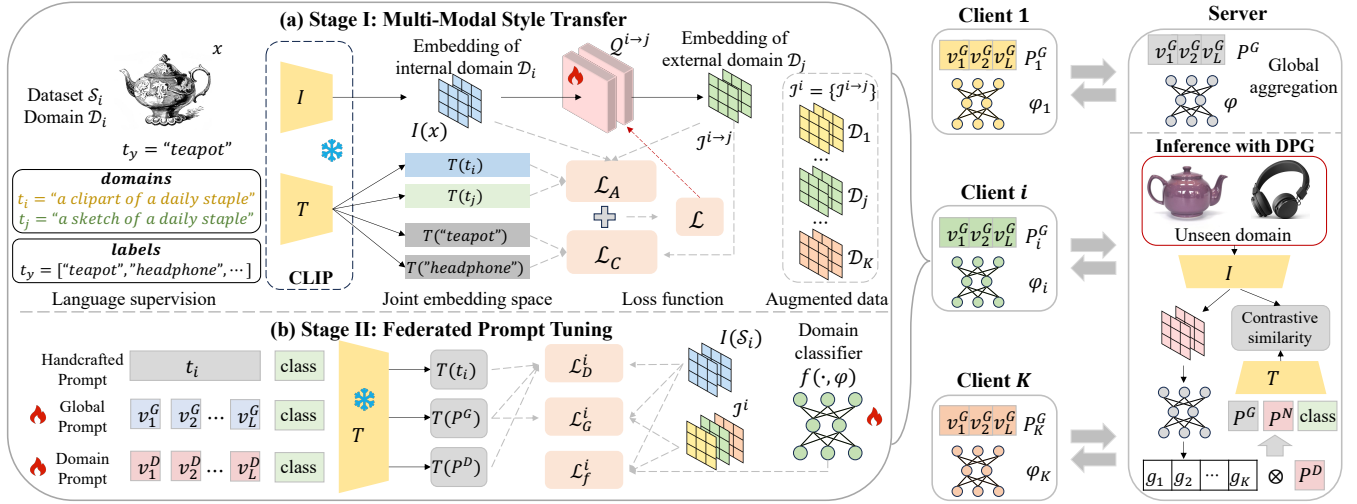 (a) Stage I: Multi-Modal Style Transfer
x
Dataset 𝒮_i
Domain 𝒟_i
t_y = "teapot"
domains
t_i = "a clipart of a daily staple"
t_j = "a sketch of a daily staple"
labels
t_y = ["teapot","headphone",⋯]
Language supervision
I
T
CLIP
Embedding of
internal domain 𝒟_i
I(x)
Q^{i→j}
Embedding of
external domain 𝒟_j
ℐ^{i→j}
T(t_i)
T(t_j)
T("teapot")
T("headphone")
ℒ_A
ℒ_C
ℒ
Joint embedding space
Loss function
ℐ^i = {ℐ^{i→j}}
𝒟_1
...
𝒟_j
...
𝒟_K
Augmented data
(b) Stage II: Federated Prompt Tuning
Handcrafted
Prompt
t_i
class
Global
Prompt
v_1^G v_2^G ... v_L^G
class
Domain
Prompt
v_1^D v_2^D ... v_L^D
class
T
T(t_i)
T(P^G)
T(P^D)
ℒ_D^i
ℒ_G^i
ℒ_f^i
I(𝒮_i)
ℐ^i
Domain
classifier
f(·, φ)
Client 1
v_1^G v_2^G v_L^G P_1^G
φ_1
Client i
v_1^G v_2^G v_L^G P_i^G
φ_i
Client K
v_1^G v_2^G v_L^G P_K^G
φ_K
Server
v_1^G v_2^G v_L^G P^G
Global
aggregation
φ
Inference with DPG
Unseen domain
I
Contrastive
similarity
T
P^G P^N class
g_1 g_2 ⋯ g_K ⊗ P^D